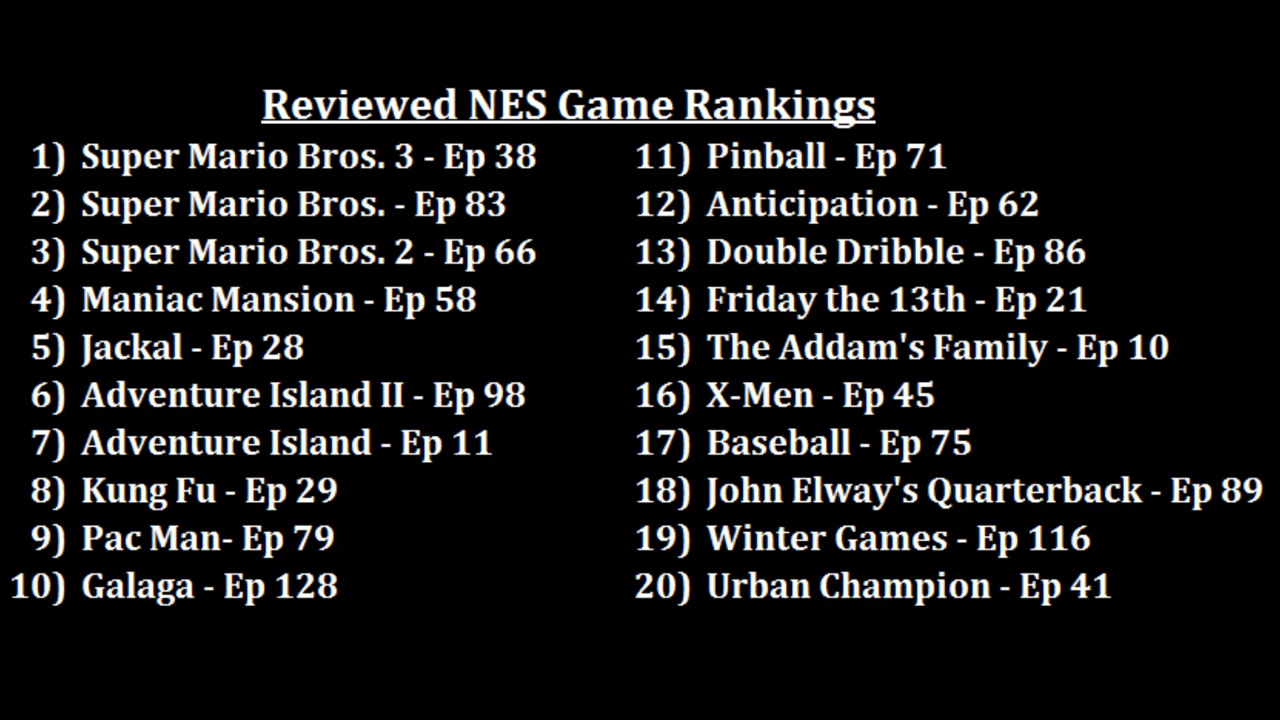 Reviewed NES Game Rankings
1) Super Mario Bros. 3 - Ep 38
2) Super Mario Bros. - Ep 83
3) Super Mario Bros. 2 - Ep 66
4) Maniac Mansion - Ep 58
5) Jackal - Ep 28
6) Adventure Island II - Ep 98
7) Adventure Island - Ep 11
8) Kung Fu - Ep 29
9) Pac Man- Ep 79
10) Galaga - Ep 128
11) Pinball - Ep 71
12) Anticipation - Ep 62
13) Double Dribble - Ep 86
14) Friday the 13th - Ep 21
15) The Addam's Family - Ep 10
16) X-Men - Ep 45
17) Baseball - Ep 75
18) John Elway's Quarterback - Ep 89
19) Winter Games - Ep 116
20) Urban Champion - Ep 41